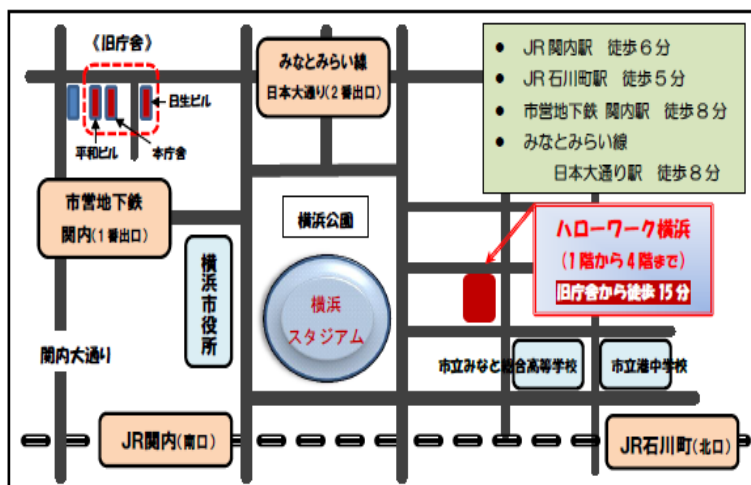 《旧庁舎》
日生ビル
平和ビル
本庁舎
みなとみらい線
日本大通り(2番出口)
● JR関内駅 徒歩6分
● JR石川町駅 徒歩5分
● 市営地下鉄 関内駅 徒歩8分
● みなとみらい線
日本大通り駅 徒歩8分
市営地下鉄
関内(1番出口)
横浜公園
ハローワーク横浜
(1階から4階まで)
旧庁舎から徒歩15分
横浜市役所
横浜
スタジアム
関内大通り
市立みなと総合高等学校
市立港中学校
JR関内(南口)
JR石川町(北口)